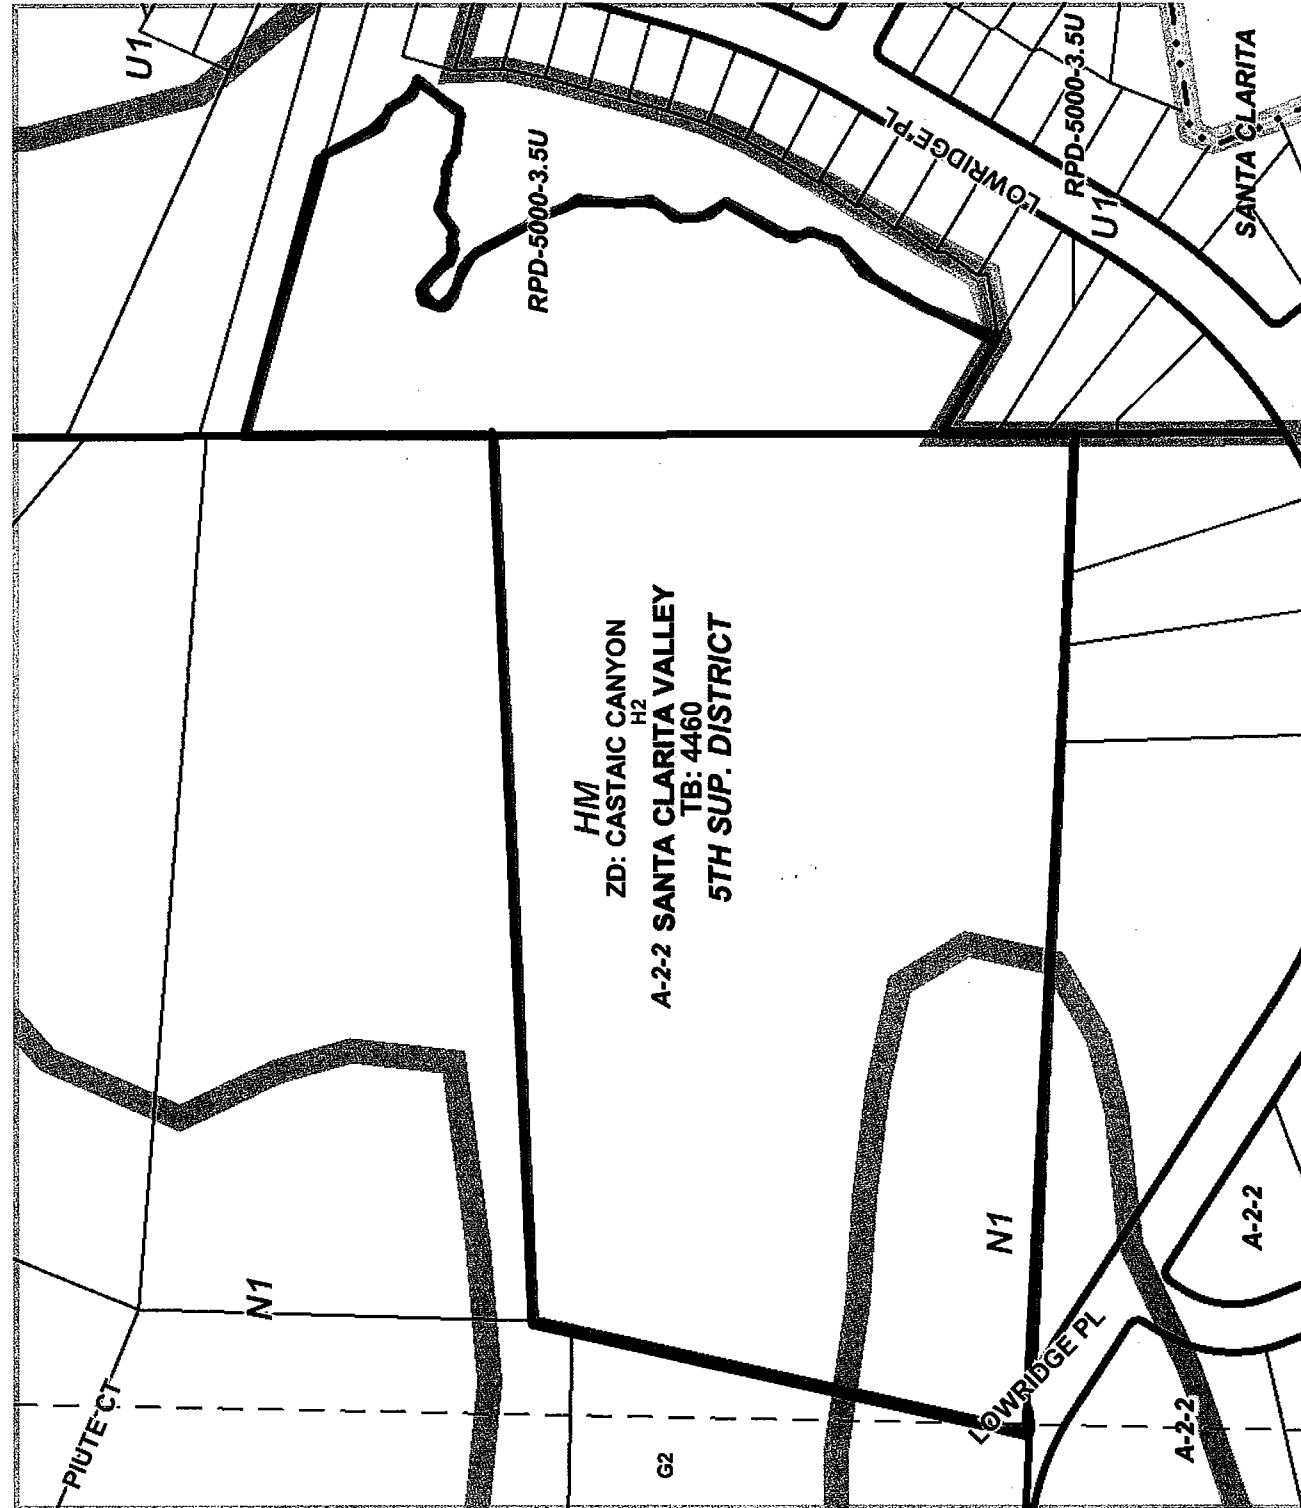 U1
RPD-5000-3.5U
LOWRIDGE PL
RPD-5000-3.5U
U1
SANTA CLARITA
HM
ZD: CASTAIC CANYON
H2
A-2-2 SANTA CLARITA VALLEY
TB: 4460
5TH SUP. DISTRICT
N1
N1
A-2-2
PIUTE CT
LOWRIDGE PL
G2
A-2-2